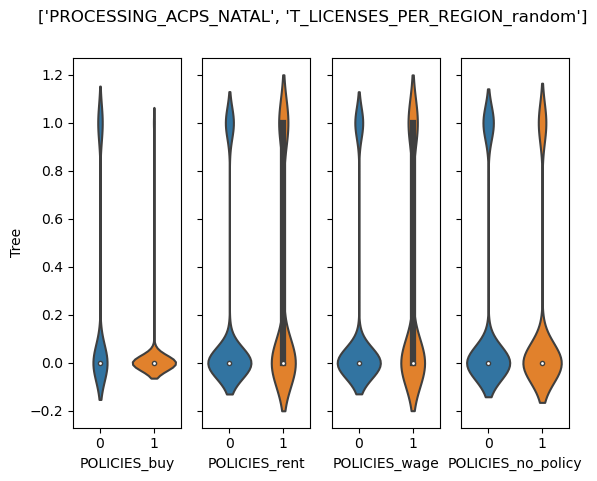 ['PROCESSING_ACPS_NATAL', 'T_LICENSES_PER_REGION_random']
1.2
1.0
0.8
0.6
0.4
0.2
0.0
−0.2
Tree
0 1 0 1 0 1 0 1
POLICIES_buy POLICIES_rent POLICIES_wage POLICIES_no_policy